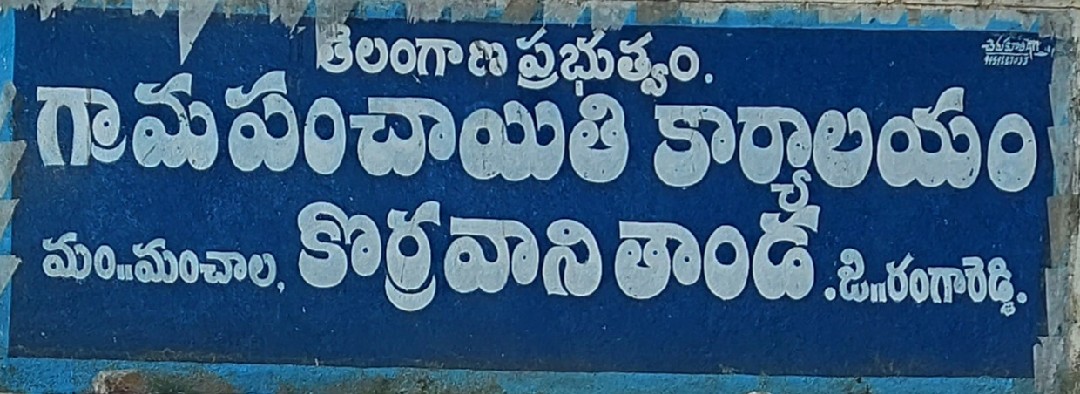 తెలంగాణ ప్రభుత్వం.
గ్రామ పంచాయితి కార్యాలయం
మం..మంచాల, కొర్రవాని తాండ .జి..రంగారెడ్డి.